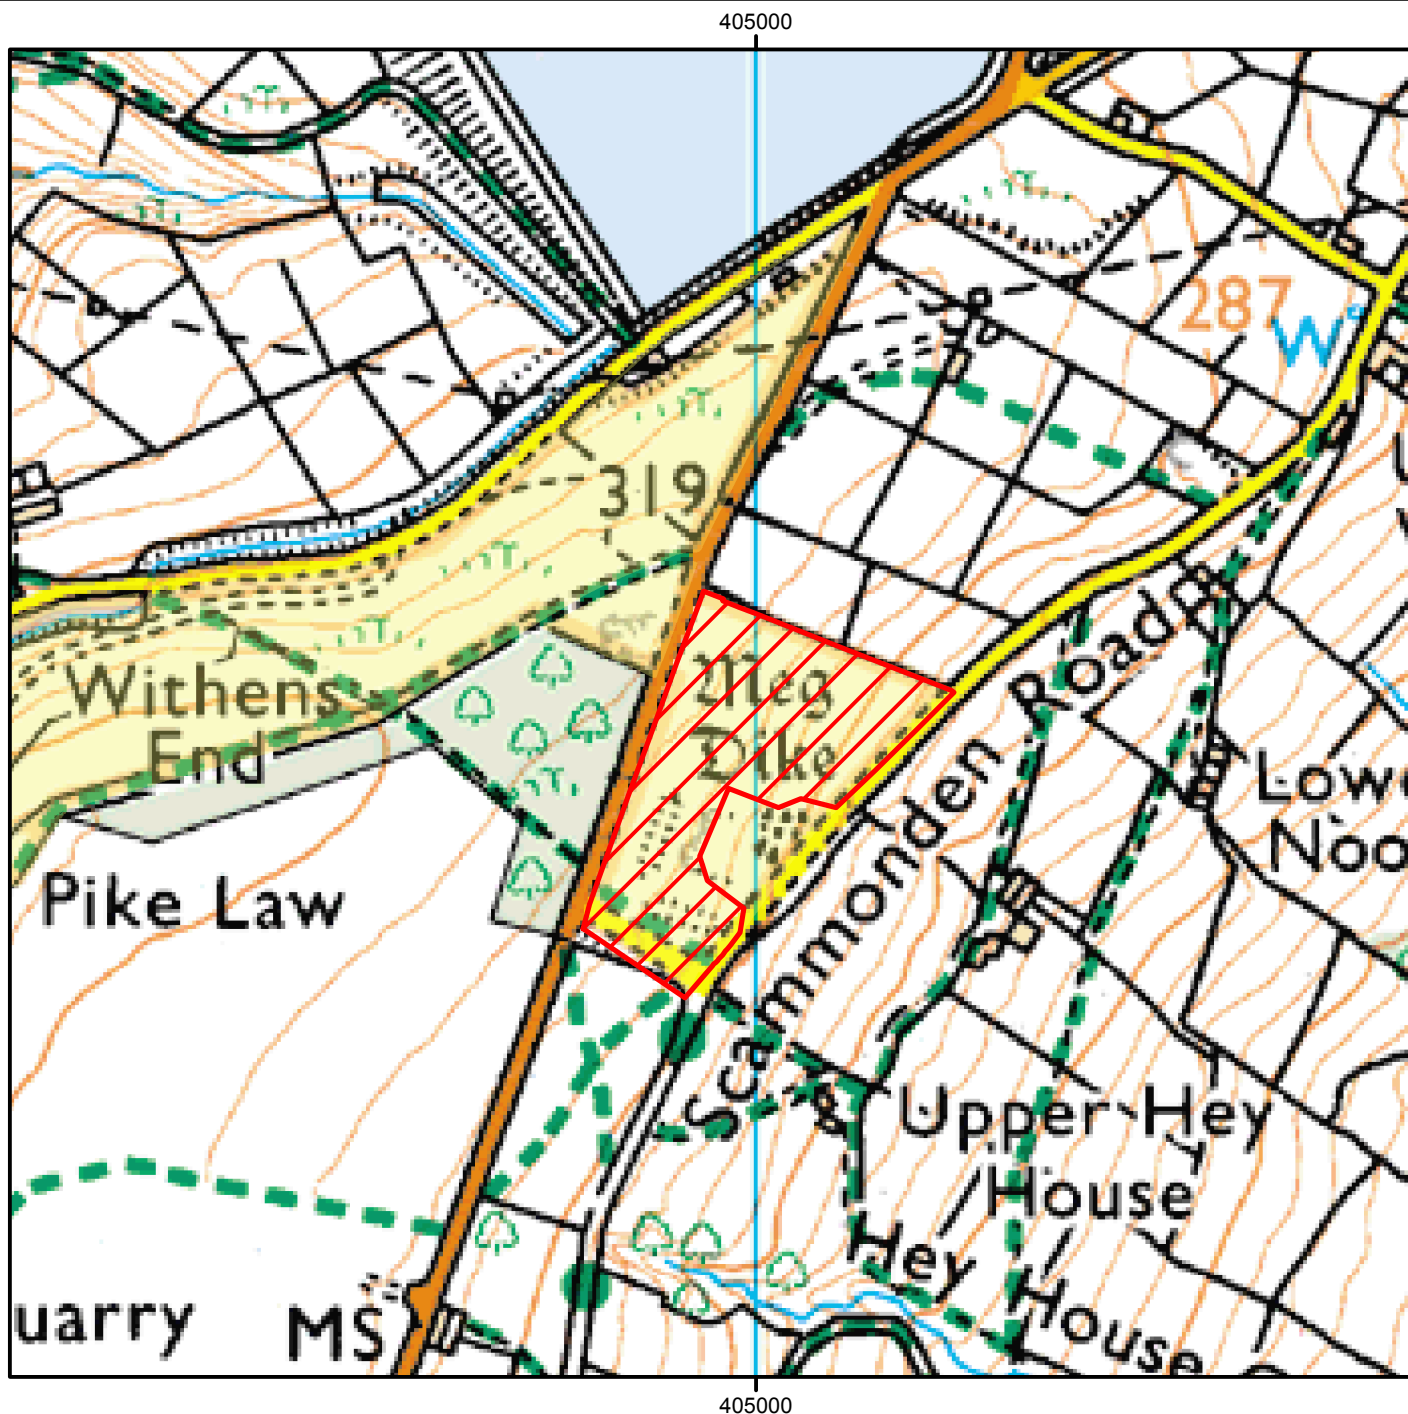 405000
287
W
319
Meg
Dike
Withens
End
Scammonden Road
Lowe
Noo
Pike Law
Upper Hey
House
Hey House
uarry
MS
405000